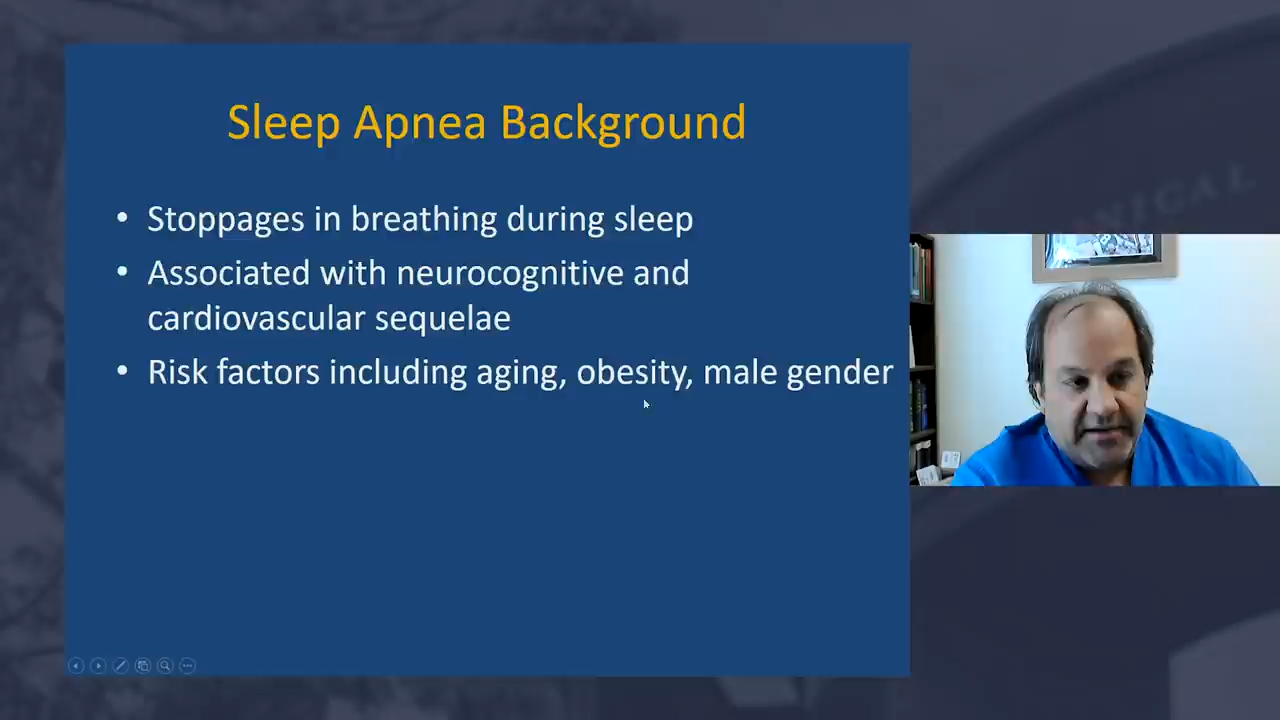 Sleep Apnea Background
• Stoppages in breathing during sleep
• Associated with neurocognitive and
cardiovascular sequelae
• Risk factors including aging, obesity, male gender